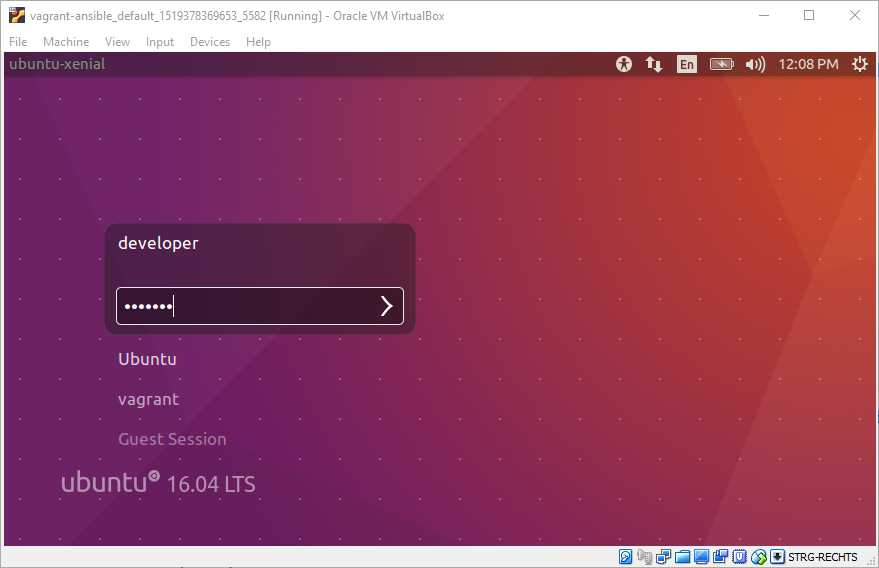 vagrant-ansible_default_1519378369653_5582 [Running] - Oracle VM VirtualBox
File Machine View Input Devices Help
ubuntu-xenial En 12:08 PM
developer
•••••••
Ubuntu
vagrant
Guest Session
ubuntu 16.04 LTS
STRG-RECHTS